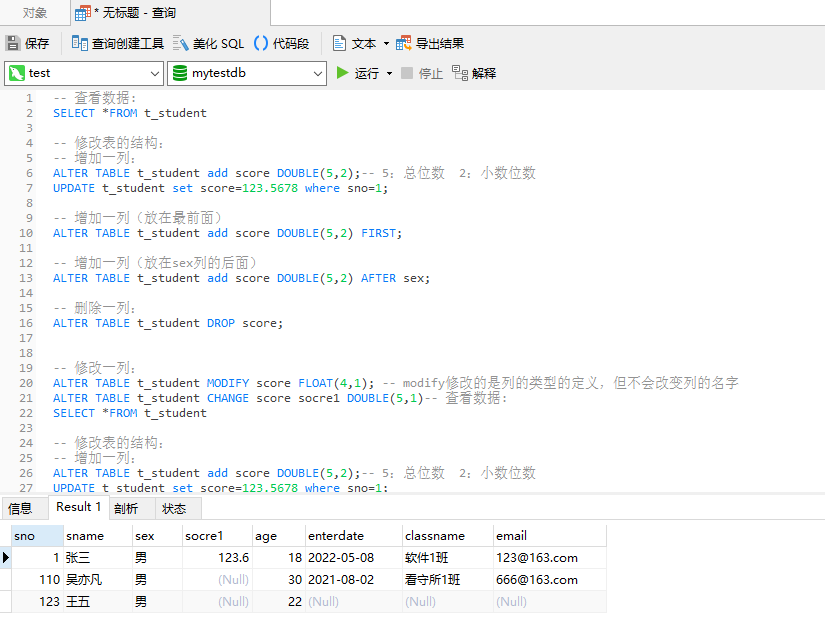 对象
* 无标题 - 查询
保存 查询创建工具 美化 SQL () 代码段 文本 导出结果
test mytestdb 运行 停止 解释
1 -- 查看数据:
2 SELECT *FROM t_student
3
4 -- 修改表的结构:
5 -- 增加一列:
6 ALTER TABLE t_student add score DOUBLE(5,2);-- 5: 总位数 2: 小数位数
7 UPDATE t_student set score=123.5678 where sno=1;
8
9 -- 增加一列（放在最前面）
10 ALTER TABLE t_student add score DOUBLE(5,2) FIRST;
11
12 -- 增加一列（放在sex列的后面）
13 ALTER TABLE t_student add score DOUBLE(5,2) AFTER sex;
14
15 -- 删除一列:
16 ALTER TABLE t_student DROP score;
17
18
19 -- 修改一列:
20 ALTER TABLE t_student MODIFY score FLOAT(4,1); -- modify修改的是列的类型的定义，但不会改变列的名字
21 ALTER TABLE t_student CHANGE score socre1 DOUBLE(5,1)-- 查看数据:
22 SELECT *FROM t_student
23
24 -- 修改表的结构:
25 -- 增加一列:
26 ALTER TABLE t_student add score DOUBLE(5,2);-- 5: 总位数 2: 小数位数
27 UPDATE t_student set score=123.5678 where sno=1;
信息 Result 1 剖析 状态
sno sname sex socre1 age enterdate classname email
1 张三 男 123.6 18 2022-05-08 软件1班 123@163.com
110 吴亦凡 男 (Null) 30 2021-08-02 看守所1班 666@163.com
123 王五 男 (Null) 22 (Null) (Null) (Null)